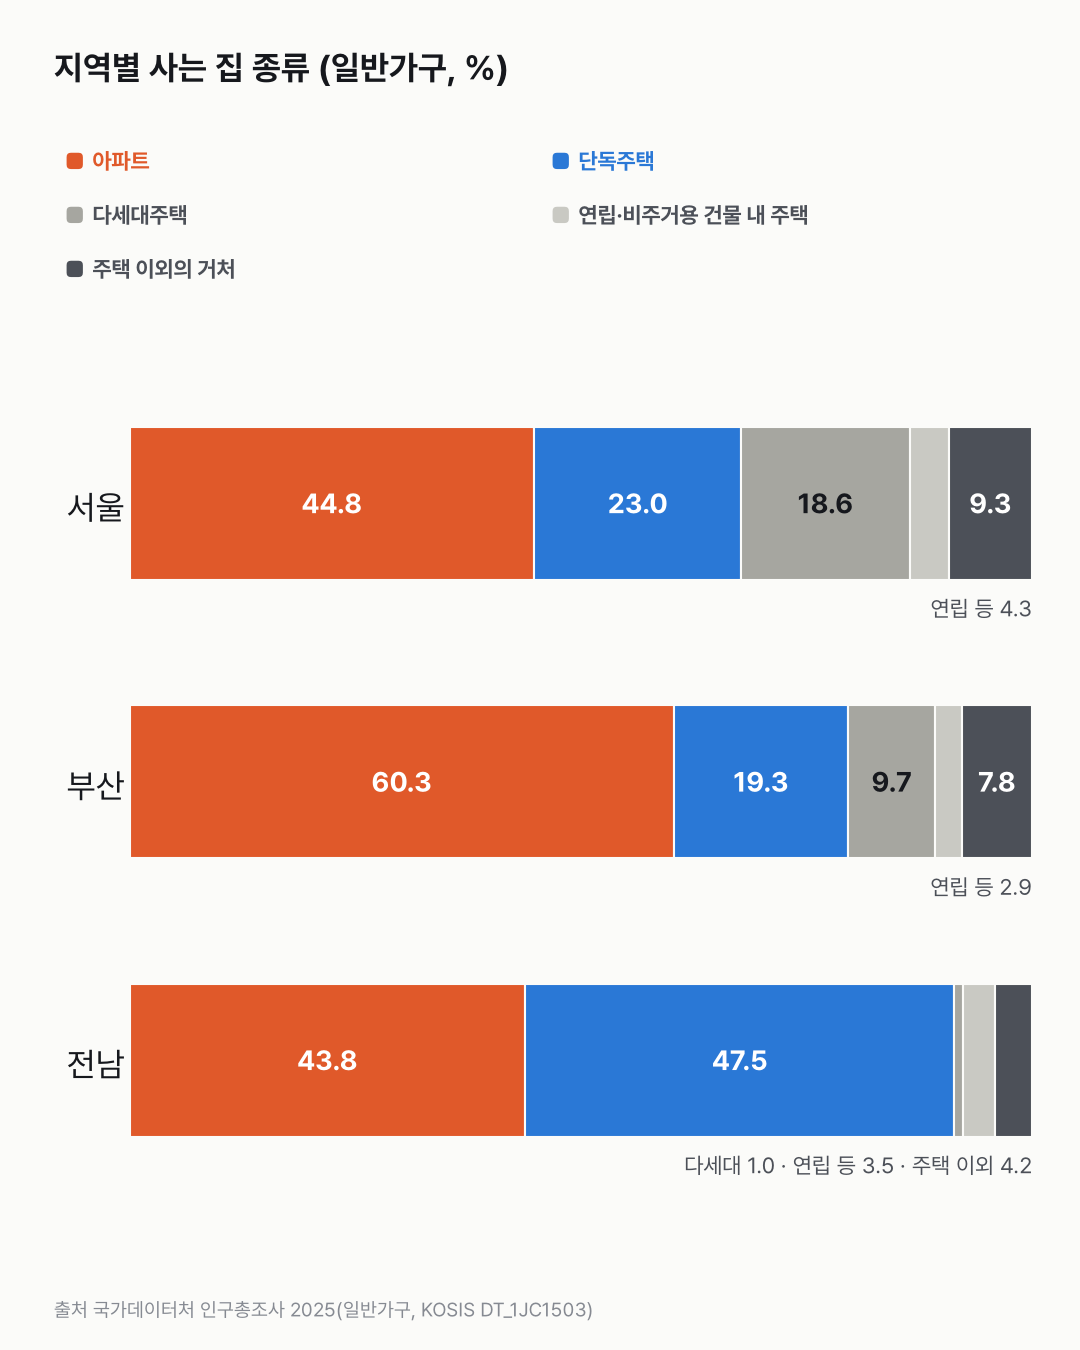 지역별 사는 집 종류 (일반가구, %)
아파트
단독주택
다세대주택
연립·비주거용 건물 내 주택
주택 이외의 거처
서울 44.8 23.0 18.6 9.3
연립 등 4.3
부산 60.3 19.3 9.7 7.8
연립 등 2.9
전남 43.8 47.5
다세대 1.0 · 연립 등 3.5 · 주택 이외 4.2
출처 국가데이터처 인구총조사 2025(일반가구, KOSIS DT_1JC1503)